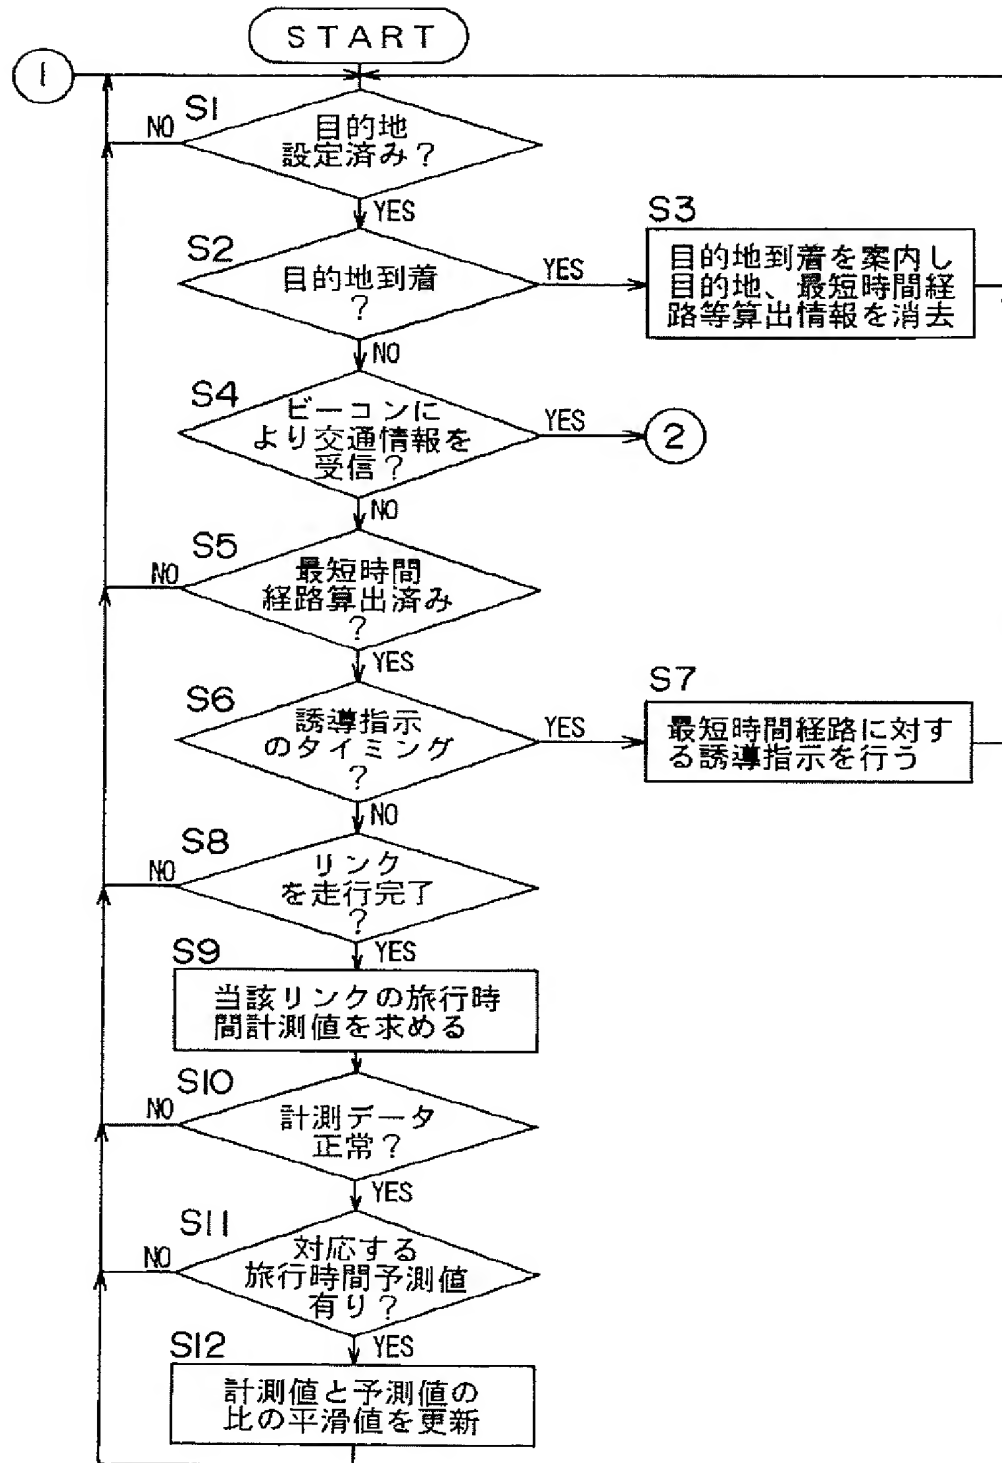 START
1
S1
NO
目的地
設定済み？
YES
S2
目的地到着
？
YES
S3
目的地到着を案内し
目的地、最短時間経
路等算出情報を消去
NO
S4
ビーコンに
より交通情報を
受信？
YES
2
NO
S5
NO
最短時間
経路算出済み
？
YES
S6
誘導指示
のタイミング
？
YES
S7
最短時間経路に対す
る誘導指示を行う
NO
S8
NO
リンク
を走行完了
？
YES
S9
当該リンクの旅行時
間計測値を求める
S10
NO
計測データ
正常？
YES
S11
NO
対応する
旅行時間予測値
有り？
YES
S12
計測値と予測値の
比の平滑値を更新